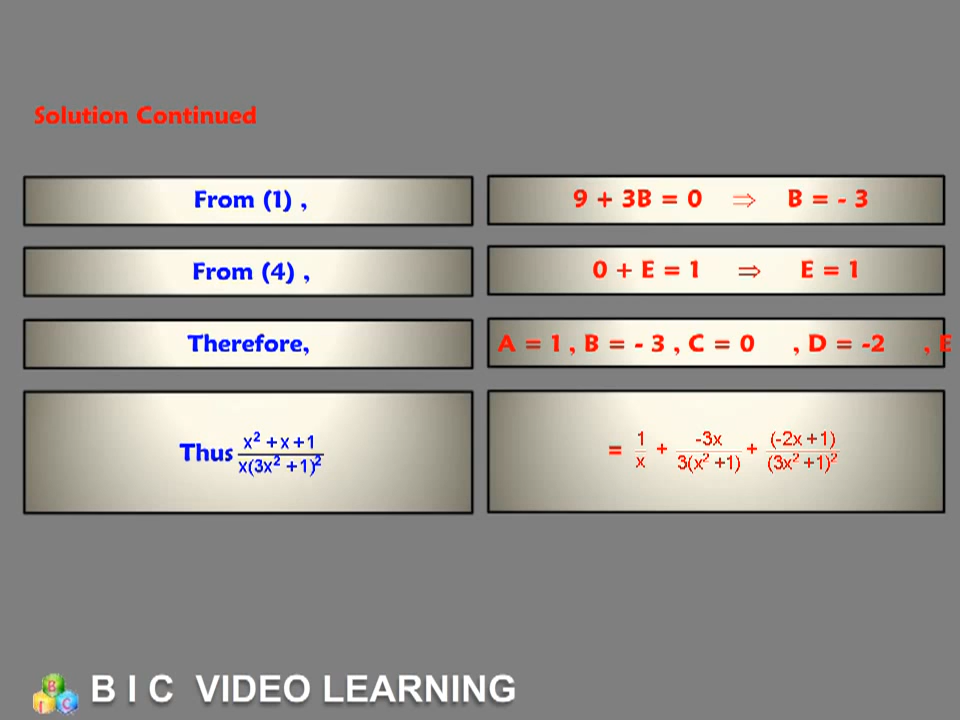 Solution Continued
From (1) , 9 + 3B = 0 ⇒ B = - 3
From (4) , 0 + E = 1 ⇒ E = 1
Therefore, A = 1 , B = - 3 , C = 0 , D = -2 , E
Thus (x² + x + 1)/(x(3x² + 1)²) = 1/x + -3x/(3(x² +1)) + (-2x +1)/(3x² +1)²
B I C VIDEO LEARNING